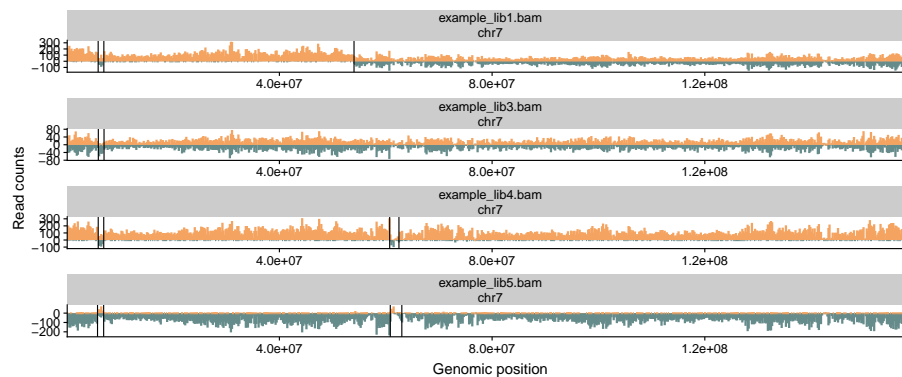 example_lib1.bam
chr7
300
200
100
0
−100
4.0e+07 8.0e+07 1.2e+08
example_lib3.bam
chr7
80
40
0
−40
−80
4.0e+07 8.0e+07 1.2e+08
Read counts
example_lib4.bam
chr7
300
200
100
0
−100
4.0e+07 8.0e+07 1.2e+08
example_lib5.bam
chr7
0
−100
−200
4.0e+07 8.0e+07 1.2e+08
Genomic position